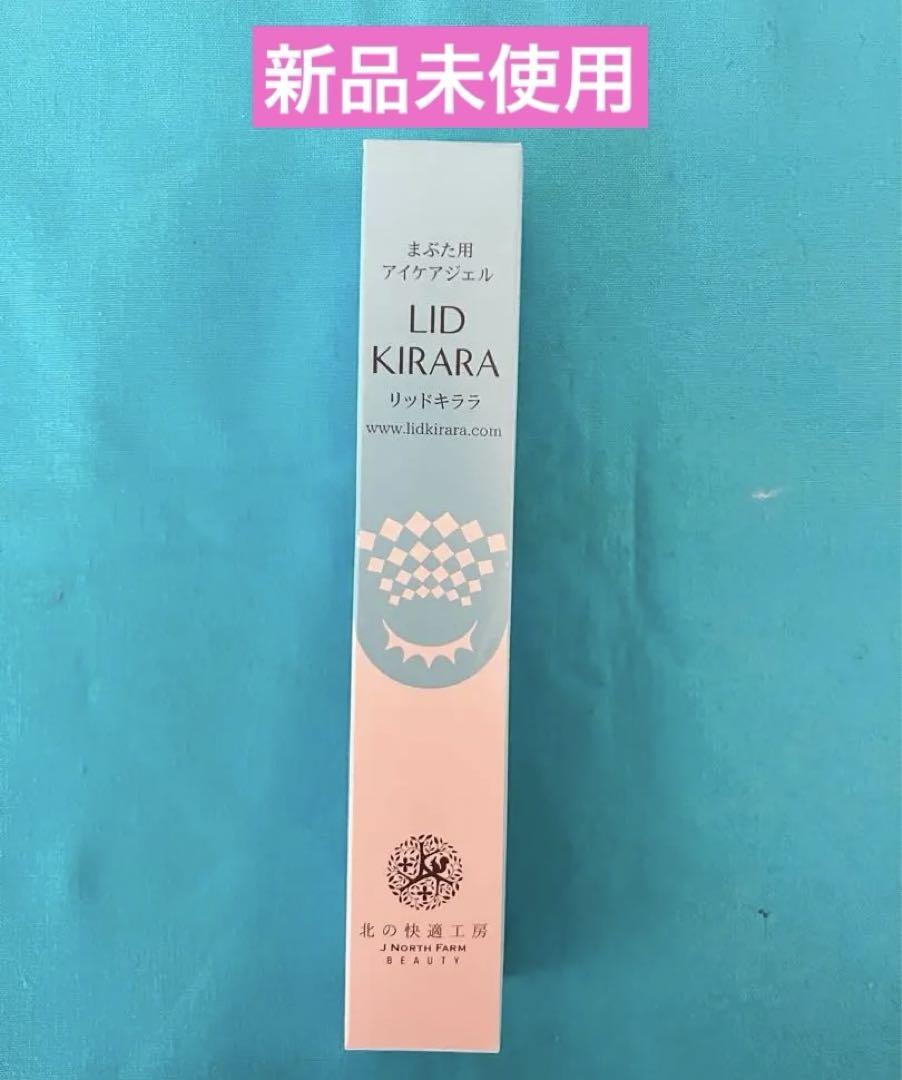 新品未使用
まぶた用
アイケアジェル
LID
KIRARA
リッドキララ
www.lidkirara.com
北の快適工房
J NORTH FARM
BEAUTY